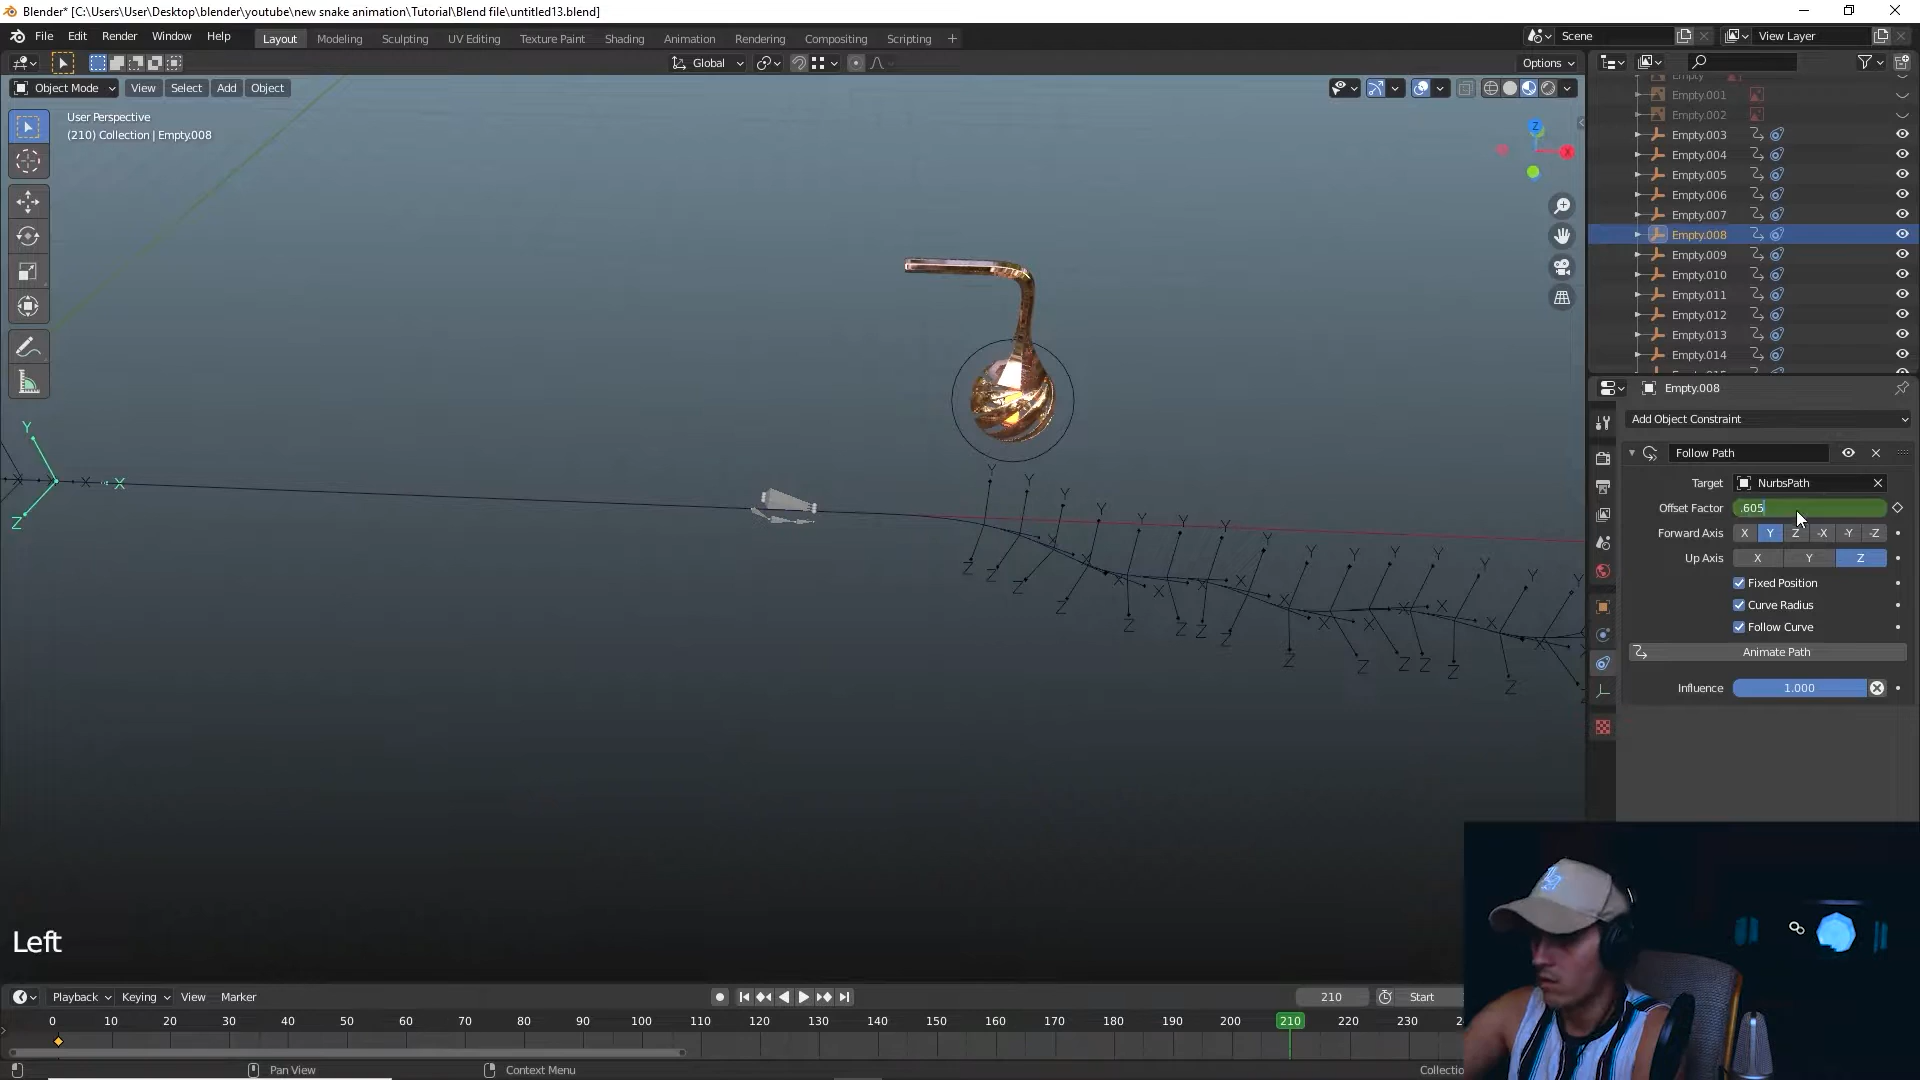 Blender* [C:\Users\User\Desktop\blender\youtube\new snake animation\Tutorial\Blend file\untitled13.blend]
File Edit Render Window Help Layout Modeling Sculpting UV Editing Texture Paint Shading Animation Rendering Compositing Scripting Scene View Layer
Global Options
Object Mode View Select Add Object
User Perspective
(210) Collection | Empty.008
Empty
Empty.001
Empty.002
Empty.003
Empty.004
Empty.005
Empty.006
Empty.007
Empty.008
Empty.009
Empty.010
Empty.011
Empty.012
Empty.013
Empty.014
Empty.008
Add Object Constraint
Follow Path
Target NurbsPath
Offset Factor .605
Forward Axis X Y Z -X -Y -Z
Up Axis X Y Z
Fixed Position
Curve Radius
Follow Curve
Animate Path
Influence 1.000
Left
Playback Keying View Marker 210 Start
0 10 20 30 40 50 60 70 80 90 100 110 120 130 140 150 160 170 180 190 200 210 220 230
Pan View Context Menu Collectio